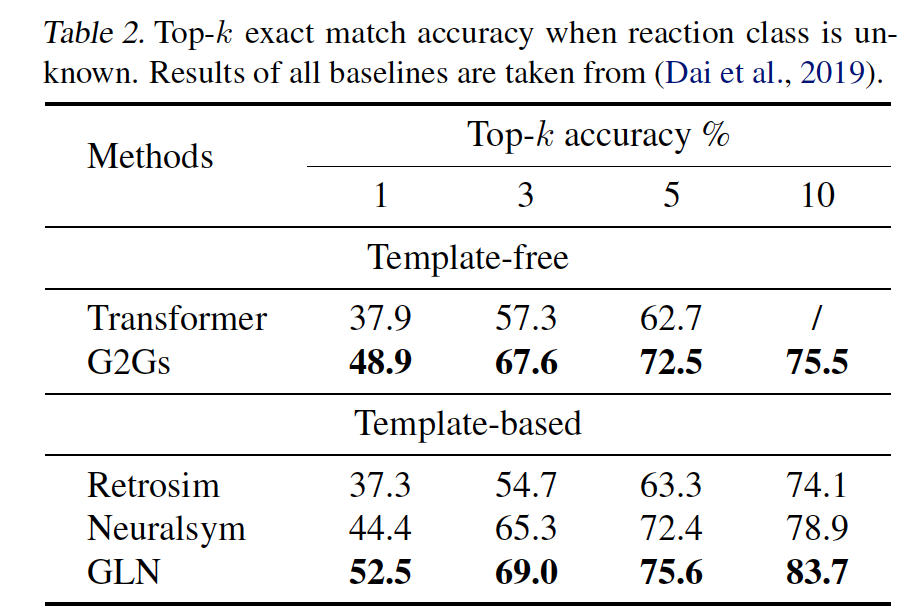 Table 2. Top-k exact match accuracy when reaction class is un-
known. Results of all baselines are taken from (Dai et al., 2019).
Methods
Top-k accuracy %
1 3 5 10
Template-free
Transformer 37.9 57.3 62.7 /
G2Gs 48.9 67.6 72.5 75.5
Template-based
Retrosim 37.3 54.7 63.3 74.1
Neuralsym 44.4 65.3 72.4 78.9
GLN 52.5 69.0 75.6 83.7